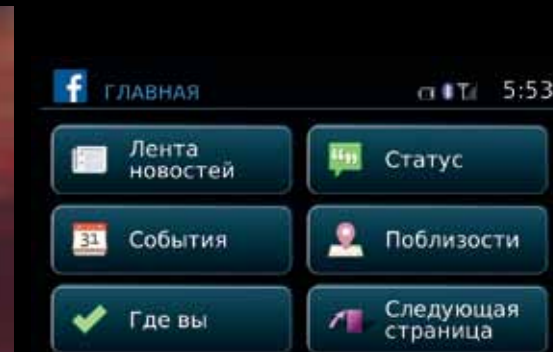 f ГЛАВНАЯ 5:53
Лента
новостей
Статус
31 События
Поблизости
Где вы
Следующая
страница